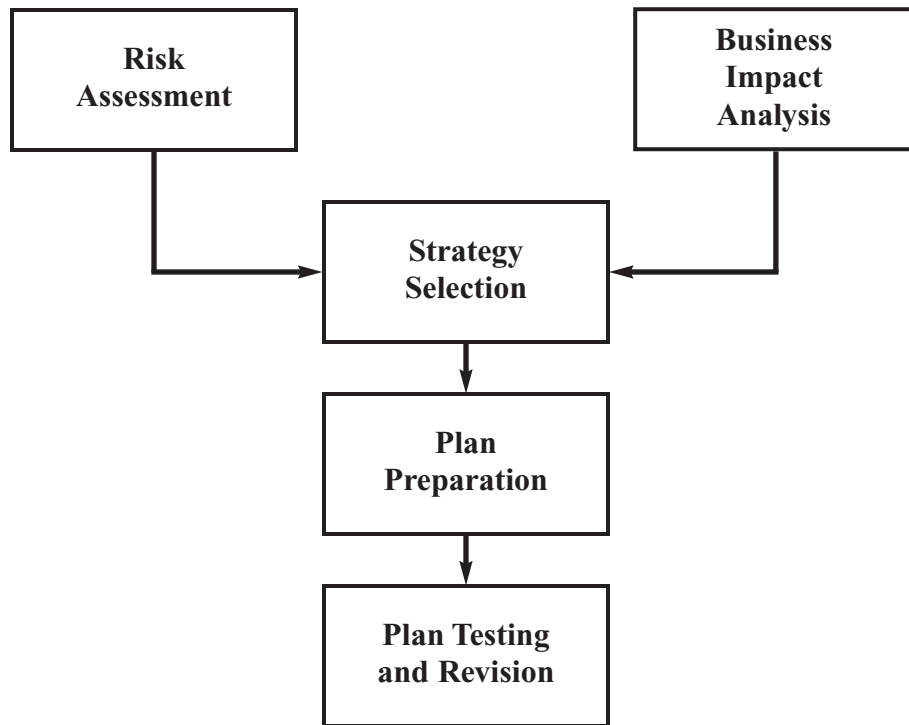 Risk
Assessment
Business
Impact
Analysis
Strategy
Selection
Plan
Preparation
Plan Testing
and Revision